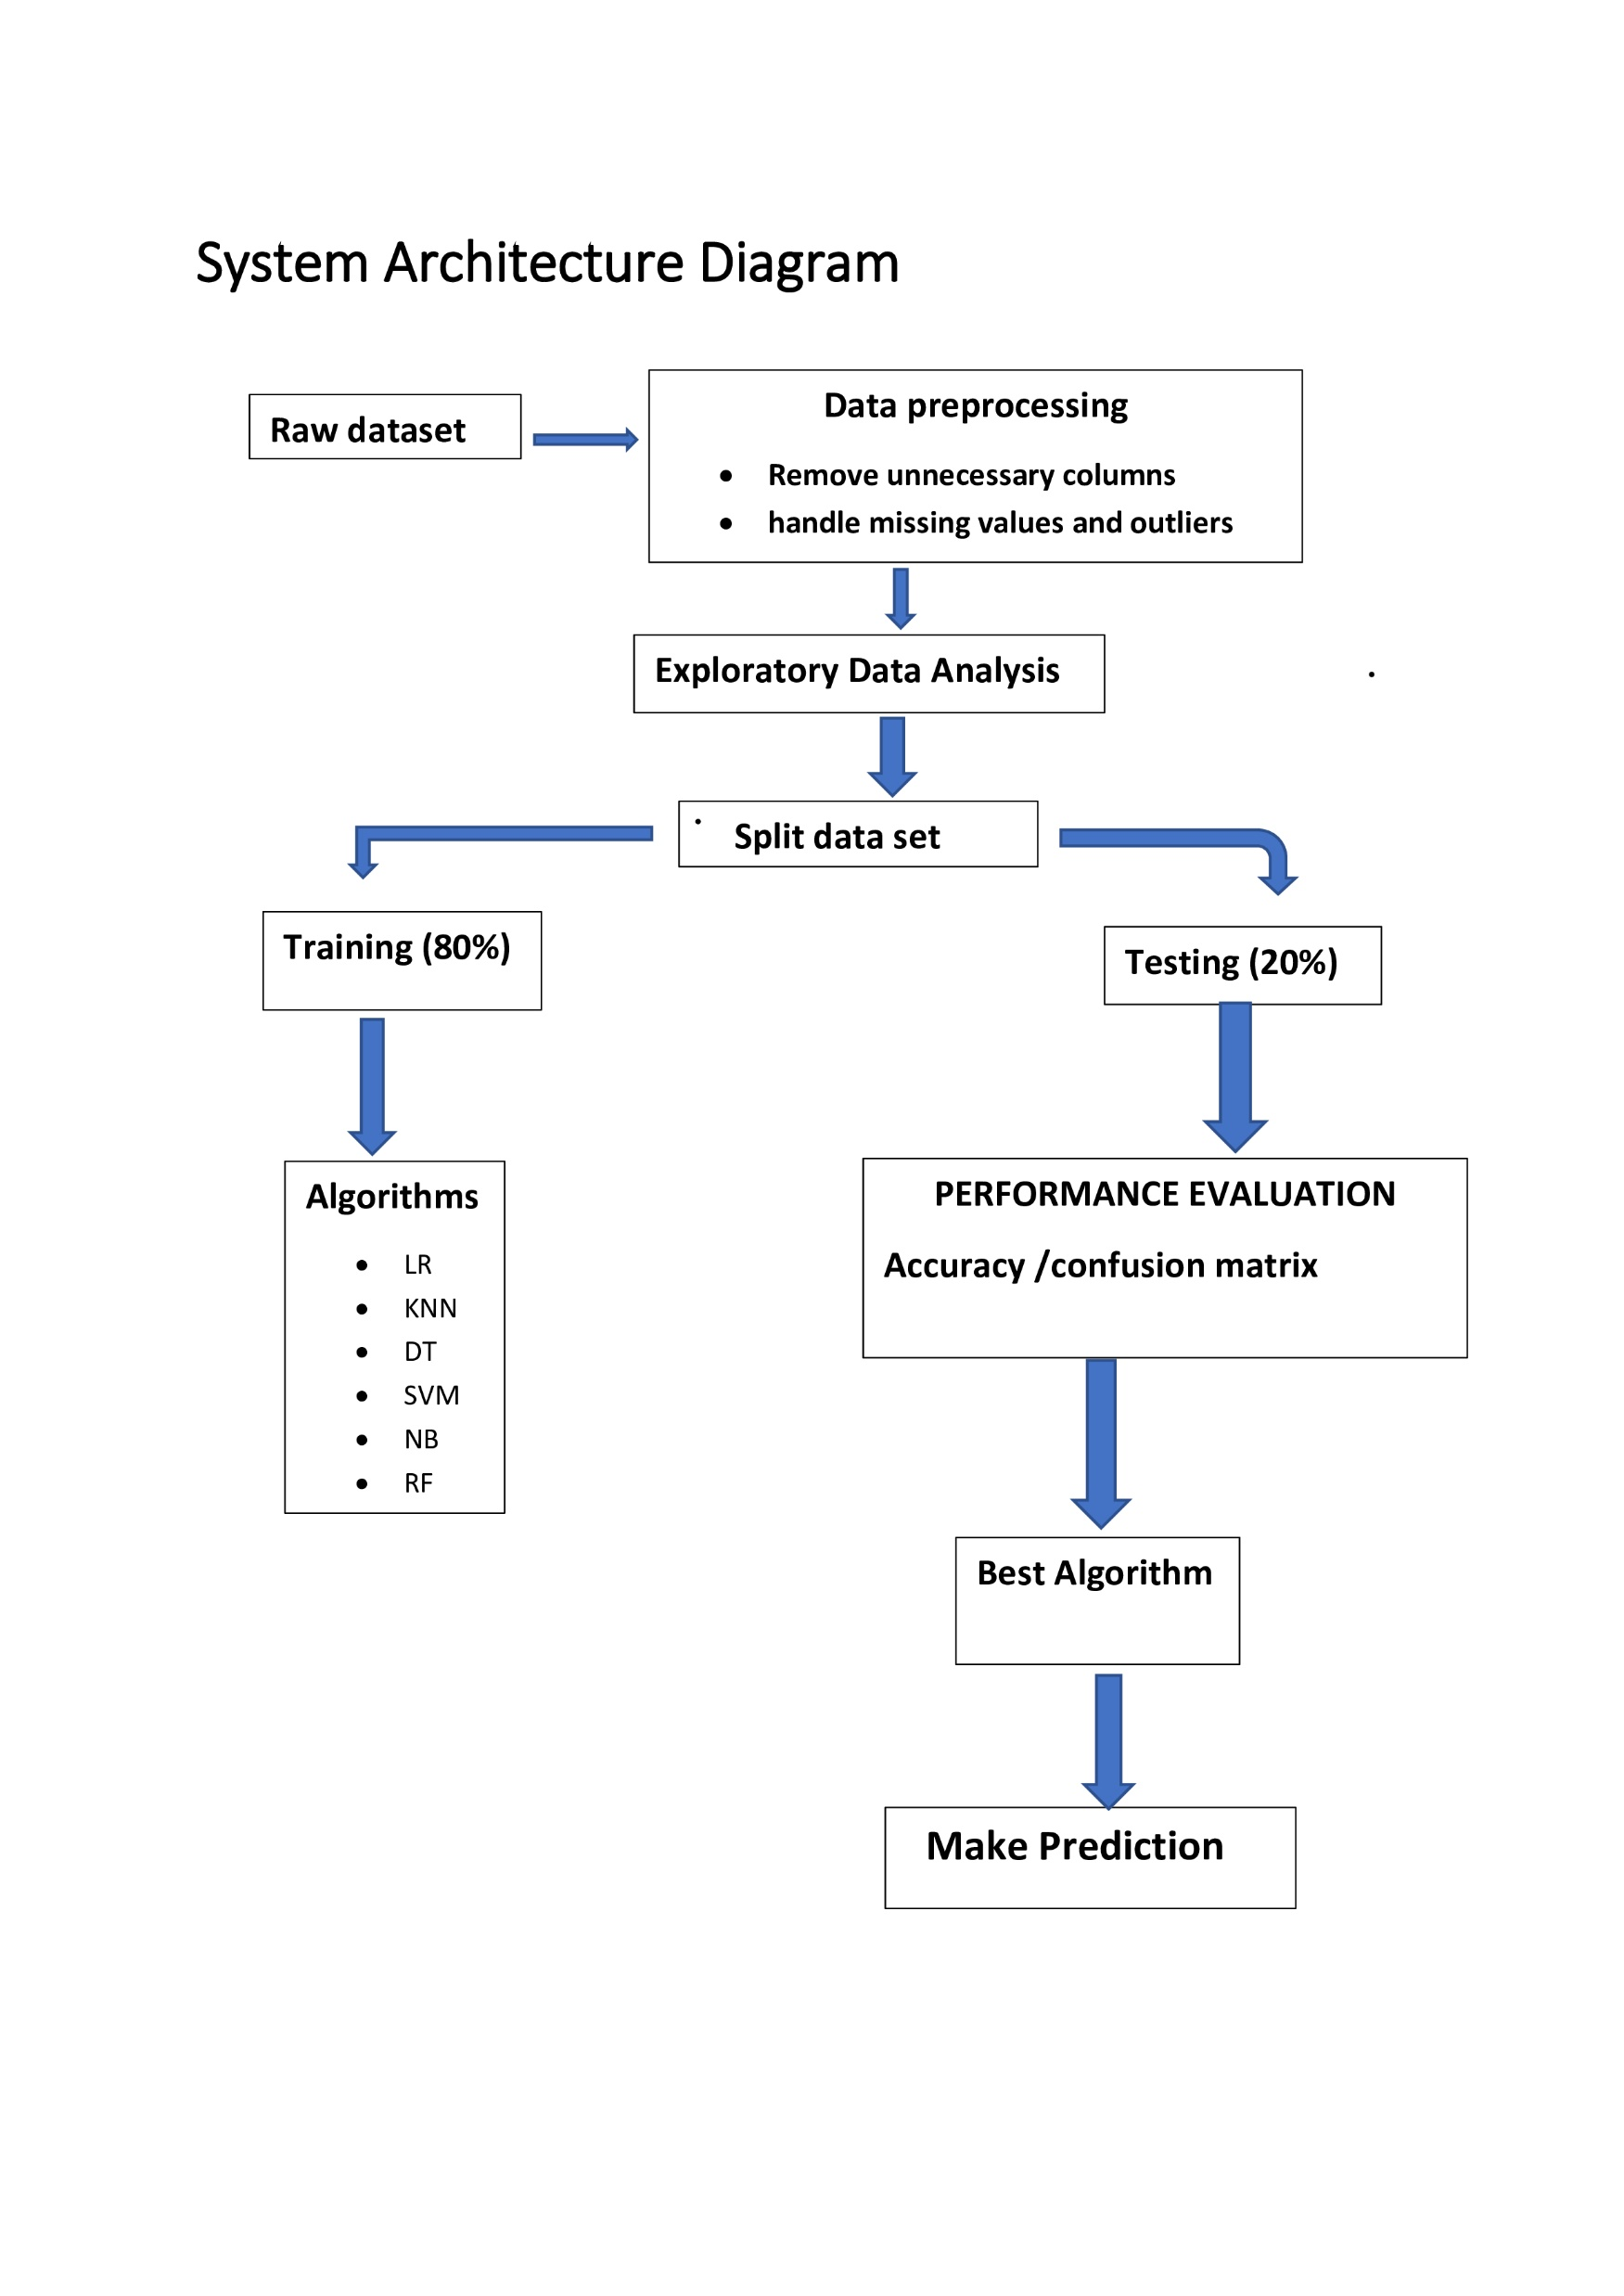 System Architecture Diagram
Raw dataset
Data preprocessing
• Remove unnecessary columns
• handle missing values and outliers
Exploratory Data Analysis
Split data set
Training (80%)
Testing (20%)
Algorithms
• LR
• KNN
• DT
• SVM
• NB
• RF
PERFORMANCE EVALUATION
Accuracy /confusion matrix
Best Algorithm
Make Prediction